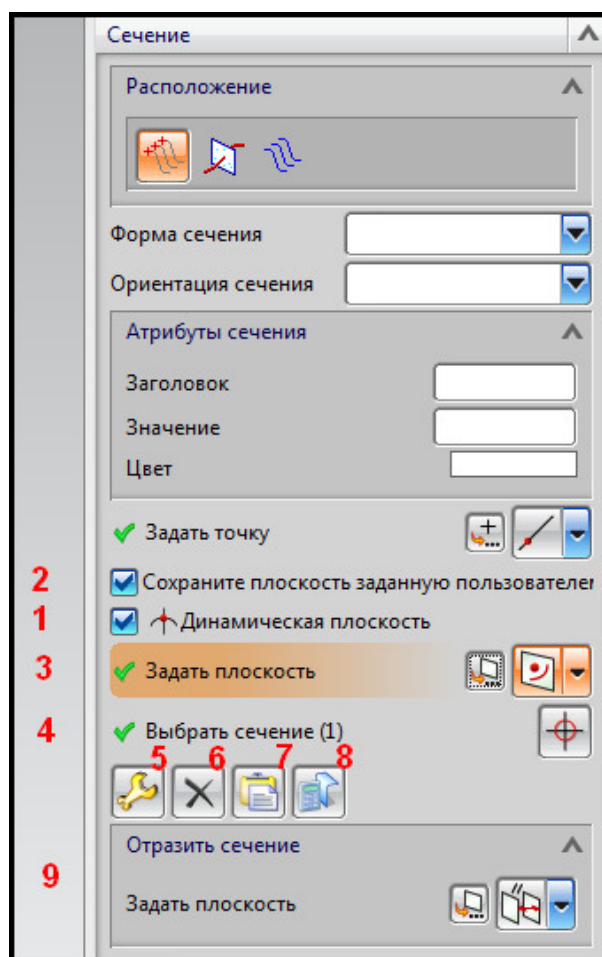 Сечение
Расположение
Форма сечения
Ориентация сечения
Атрибуты сечения
Заголовок
Значение
Цвет
Задать точку
2 Сохраните плоскость заданную пользователе
1 Динамическая плоскость
3 Задать плоскость
4 Выбрать сечение (1)
5 6 7 8
Отразить сечение
9
Задать плоскость